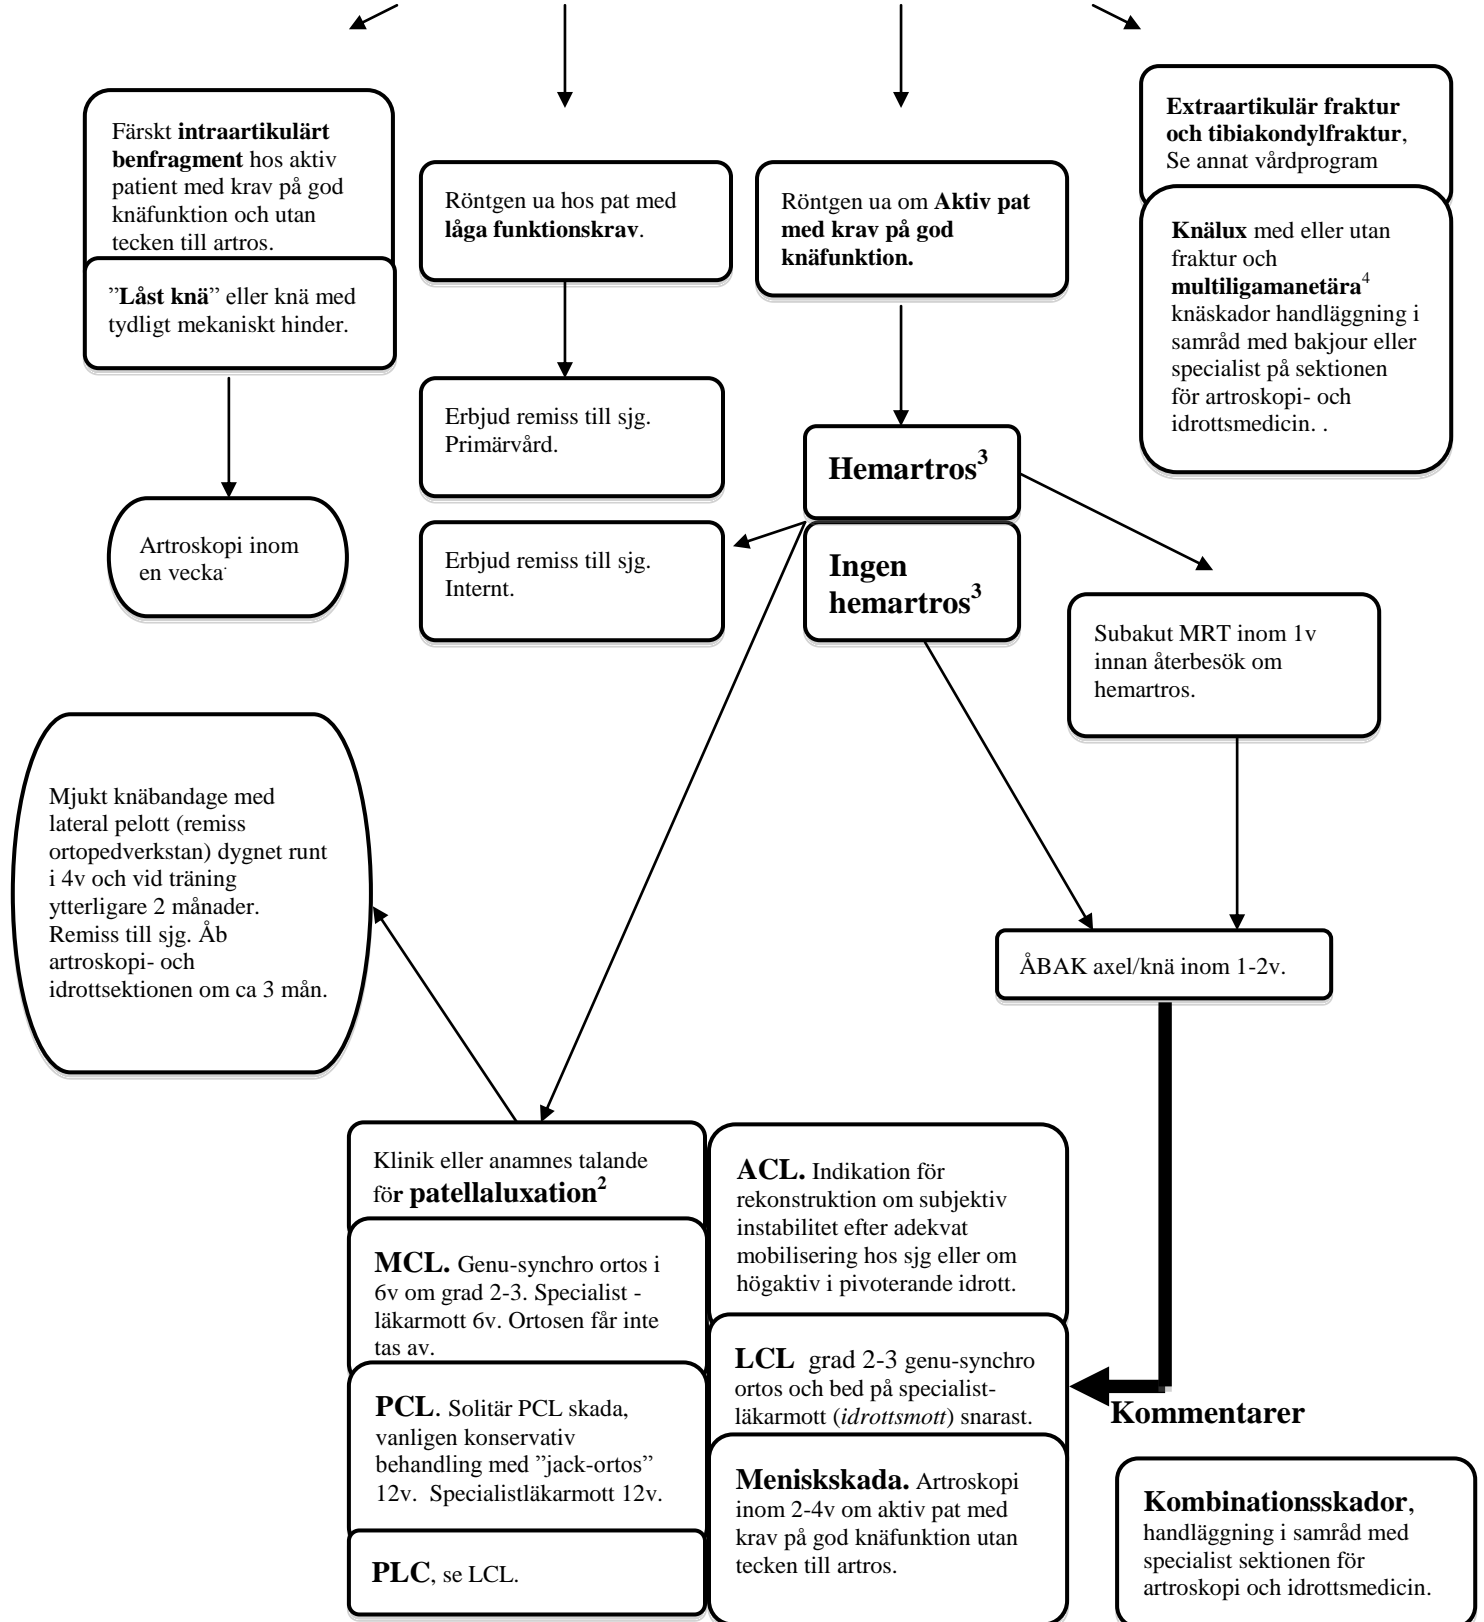 Färskt intraartikulärt
benfragment hos aktiv
patient med krav på god
knäfunktion och utan
tecken till artros.
”Låst knä” eller knä med
tydligt mekaniskt hinder.
Artroskopi inom
en vecka.
Röntgen ua hos pat med
låga funktionskrav.
Erbjud remiss till sjg.
Primärvård.
Erbjud remiss till sjg.
Internt.
Röntgen ua om Aktiv pat
med krav på god
knäfunktion.
Hemartros3
Ingen
hemartros3
Extraartikulär fraktur
och tibiakondylfraktur,
Se annat vårdprogram
Knälux med eller utan
fraktur och
multiligamanetära4
knäskador handläggning i
samråd med bakjour eller
specialist på sektionen
för artroskopi- och
idrottsmedicin. .
Subakut MRT inom 1v
innan återbesök om
hemartros.
Mjukt knäbandage med
lateral pelott (remiss
ortopedverkstan) dygnet runt
i 4v och vid träning
ytterligare 2 månader.
Remiss till sjg. Åb
artroskopi- och
idrottsektionen om ca 3 mån.
ÅBAK axel/knä inom 1-2v.
Klinik eller anamnes talande
för patellaluxation2
MCL. Genu-synchro ortos i
6v om grad 2-3. Specialist -
läkarmott 6v. Ortosen får inte
tas av.
PCL. Solitär PCL skada,
vanligen konservativ
behandling med ”jack-ortos”
12v. Specialistläkarmott 12v.
PLC, se LCL.
ACL. Indikation för
rekonstruktion om subjektiv
instabilitet efter adekvat
mobilisering hos sjg eller om
högaktiv i pivoterande idrott.
LCL grad 2-3 genu-synchro
ortos och bed på specialist-
läkarmott (idrottsmott) snarast.
Meniskskada. Artroskopi
inom 2-4v om aktiv pat med
krav på god knäfunktion utan
tecken till artros.
Kommentarer
Kombinationsskador,
handläggning i samråd med
specialist sektionen för
artroskopi och idrottsmedicin.